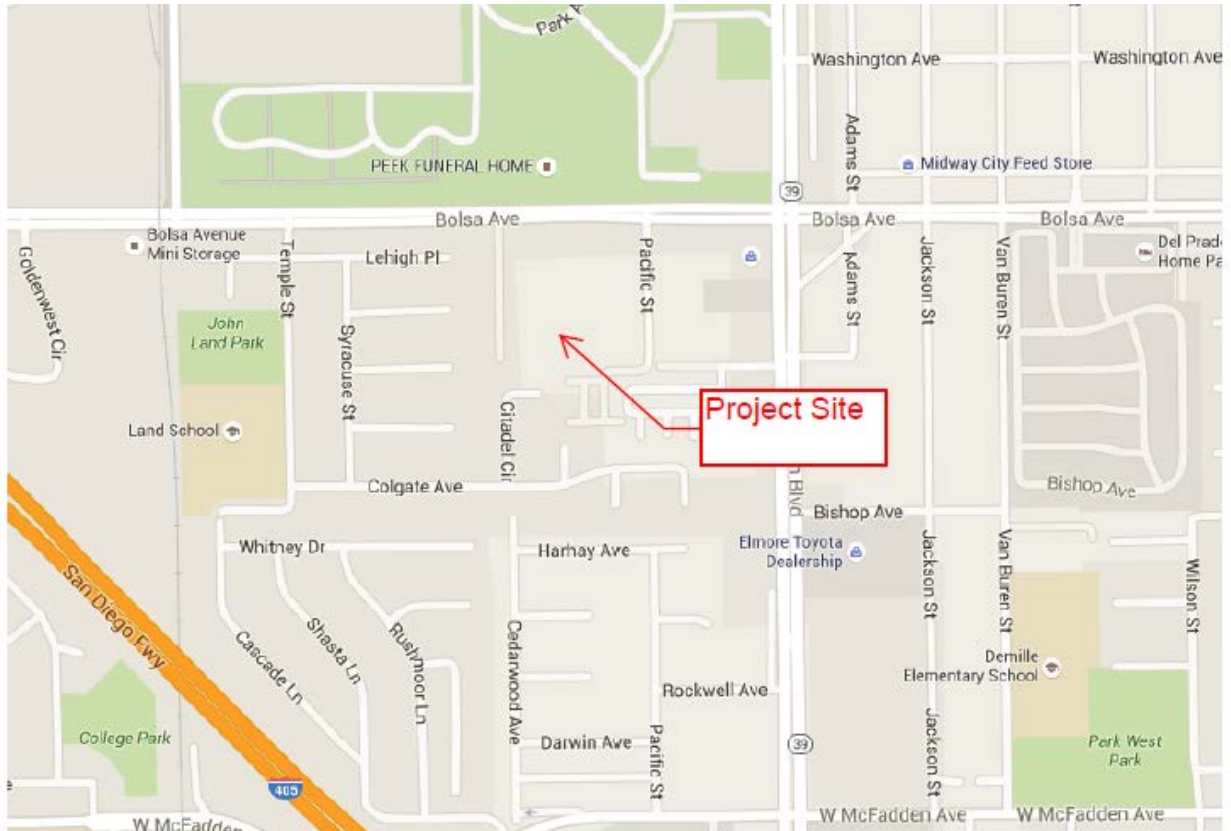 Park
Washington Ave
Washington Ave
Adams St
PEEK FUNERAL HOME
Midway City Feed Store
39
Bolsa Ave
Bolsa Ave
Bolsa Ave
Goldenwest Cir
Bolsa Avenue
Mini Storage
Temple St
Lehigh Pl
Pacific St
Adams St
Jackson St
Van Buren St
Del Prad
Home Pa
John
Land Park
Syracuse St
Project Site
Land School
Citadel Cir
Colgate Ave
n Blvd
Bishop Ave
Bishop Ave
Whitney Dr
Harhay Ave
Elmore Toyota
Dealership
Jackson St
Van Buren St
Wilson St
San Diego Fwy
Cascade Ln
Shasta Ln
Rushmoor Ln
Cedarwood Ave
Demille
Elementary School
Rockwell Ave
College Park
Darwin Ave
Pacific St
39
Jackson St
Park West
Park
405
W McFadden
W McFadden Ave
W McFadden Ave